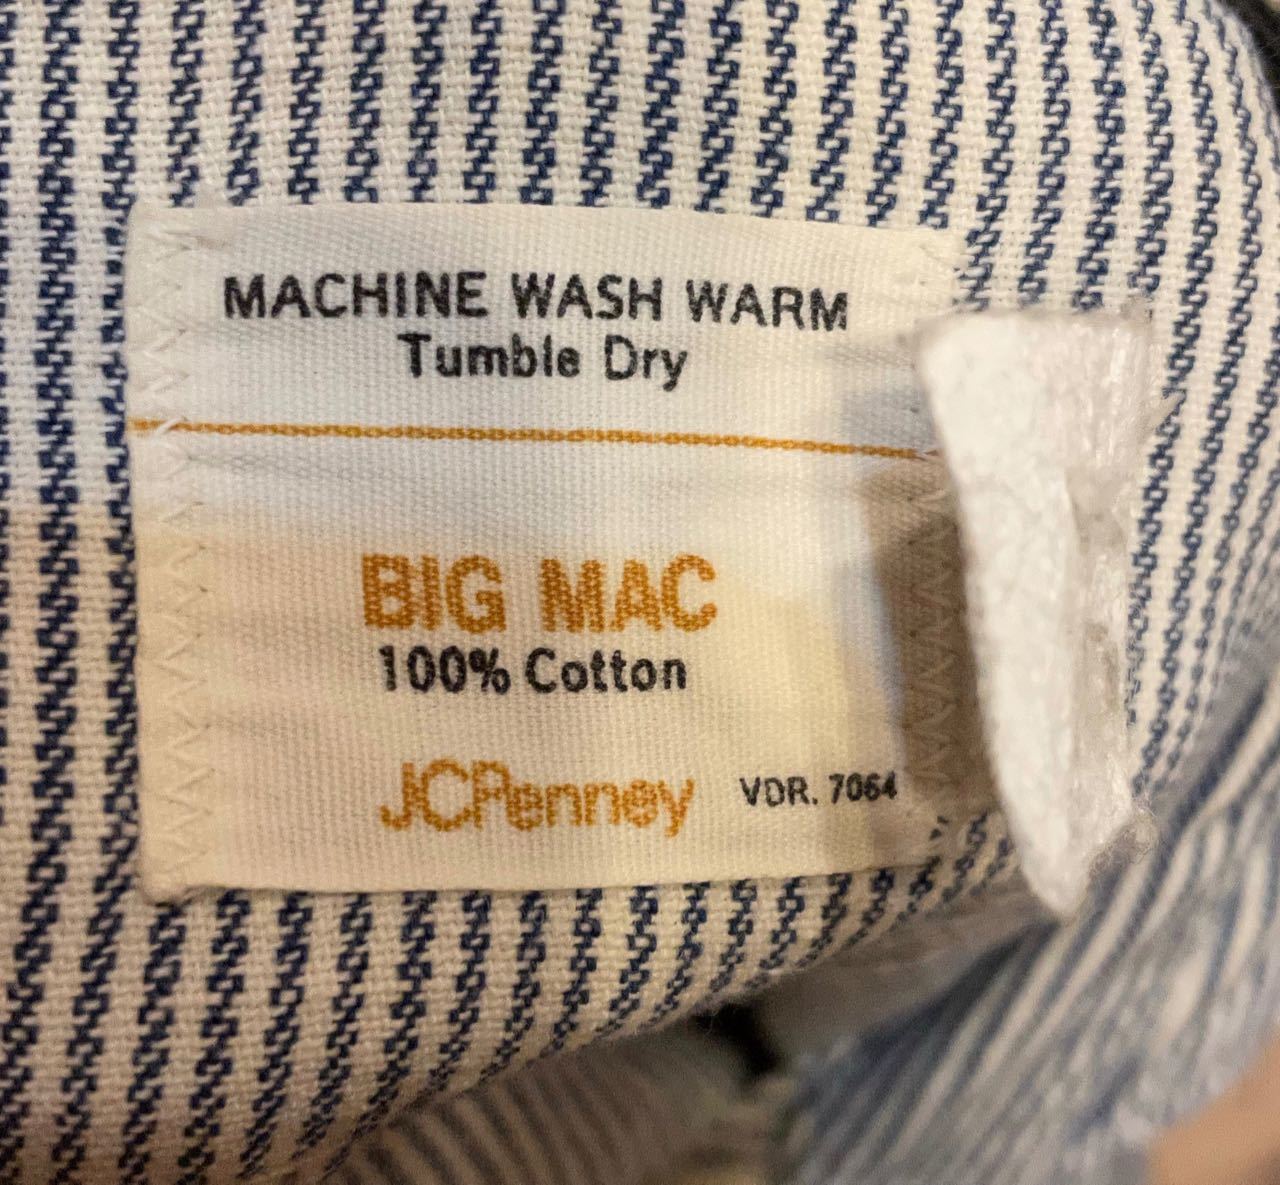 MACHINE WASH WARM
Tumble Dry
BIG MAC
100% Cotton
JCPenney VDR. 7064